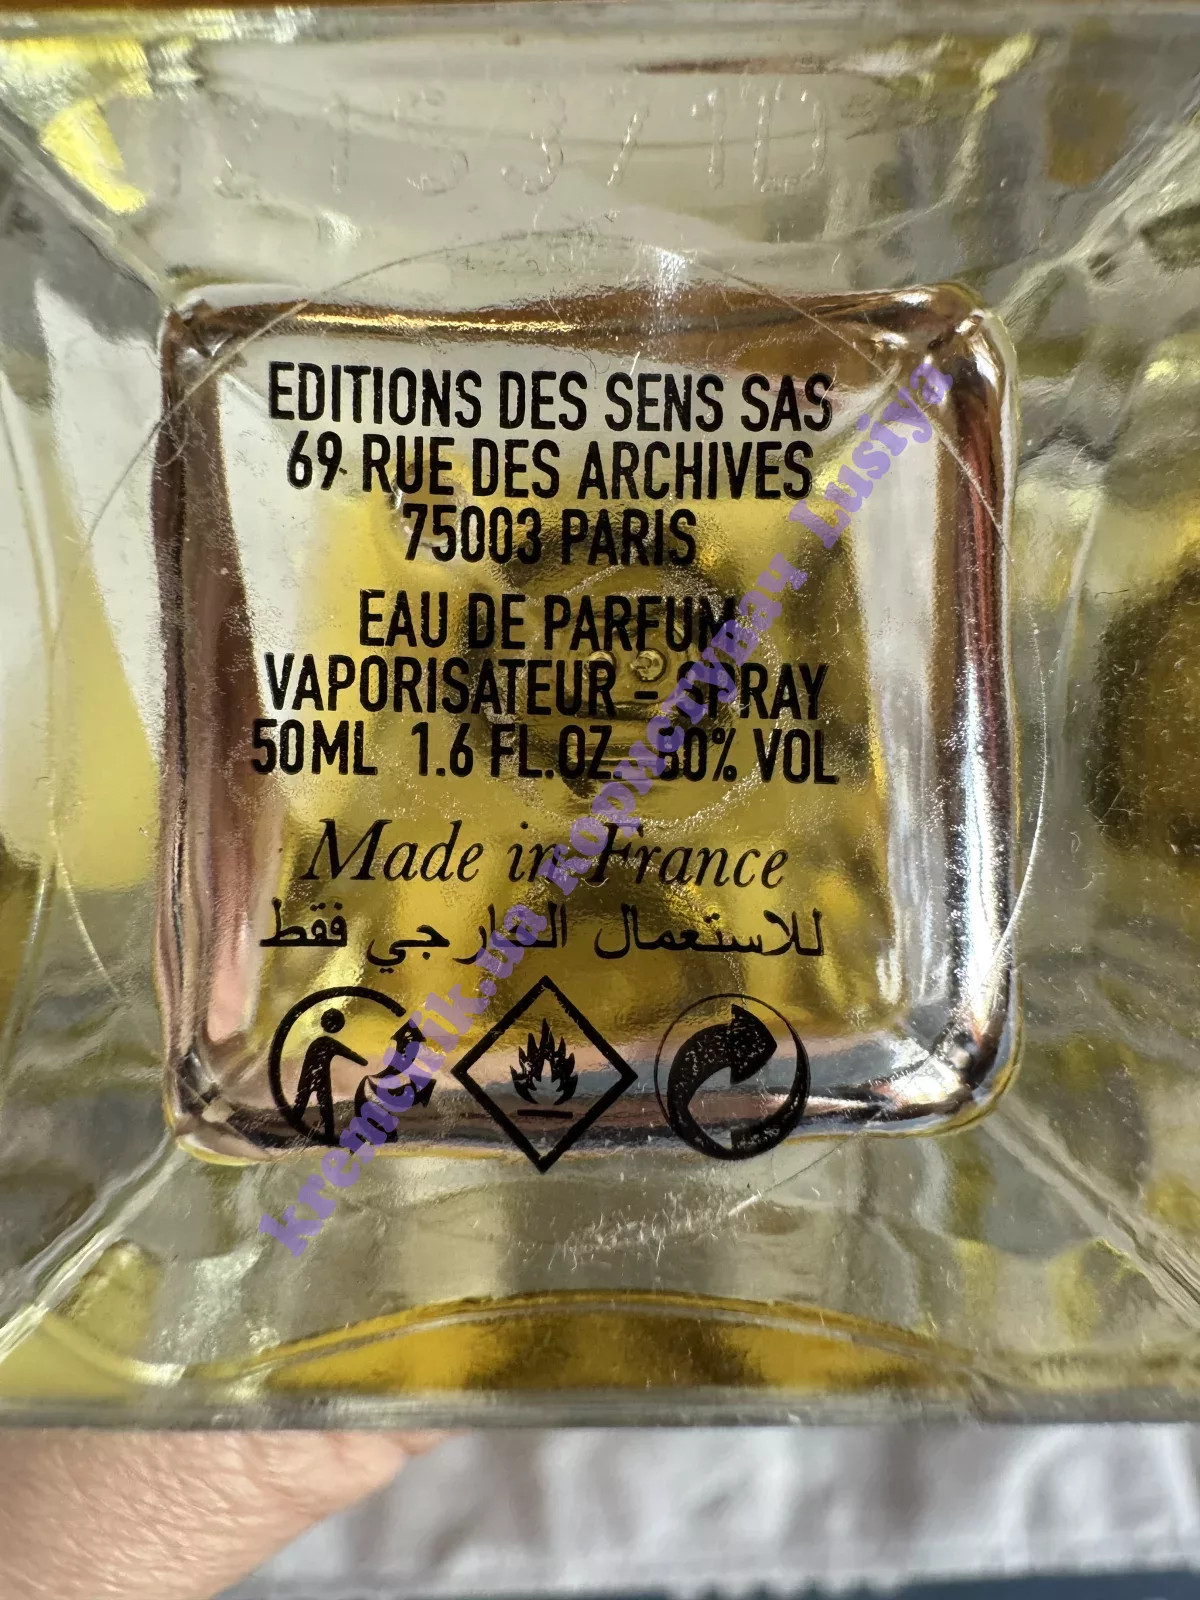 EDITIONS DES SENS SAS
69 RUE DES ARCHIVES
75003 PARIS
EAU DE PARFUM
VAPORISATEUR - SPRAY
50ML 1.6 FL.OZ. 80% VOL
Made in France
للاستعمال الخارجي فقط
kremchik.ua Користувач Lusiya